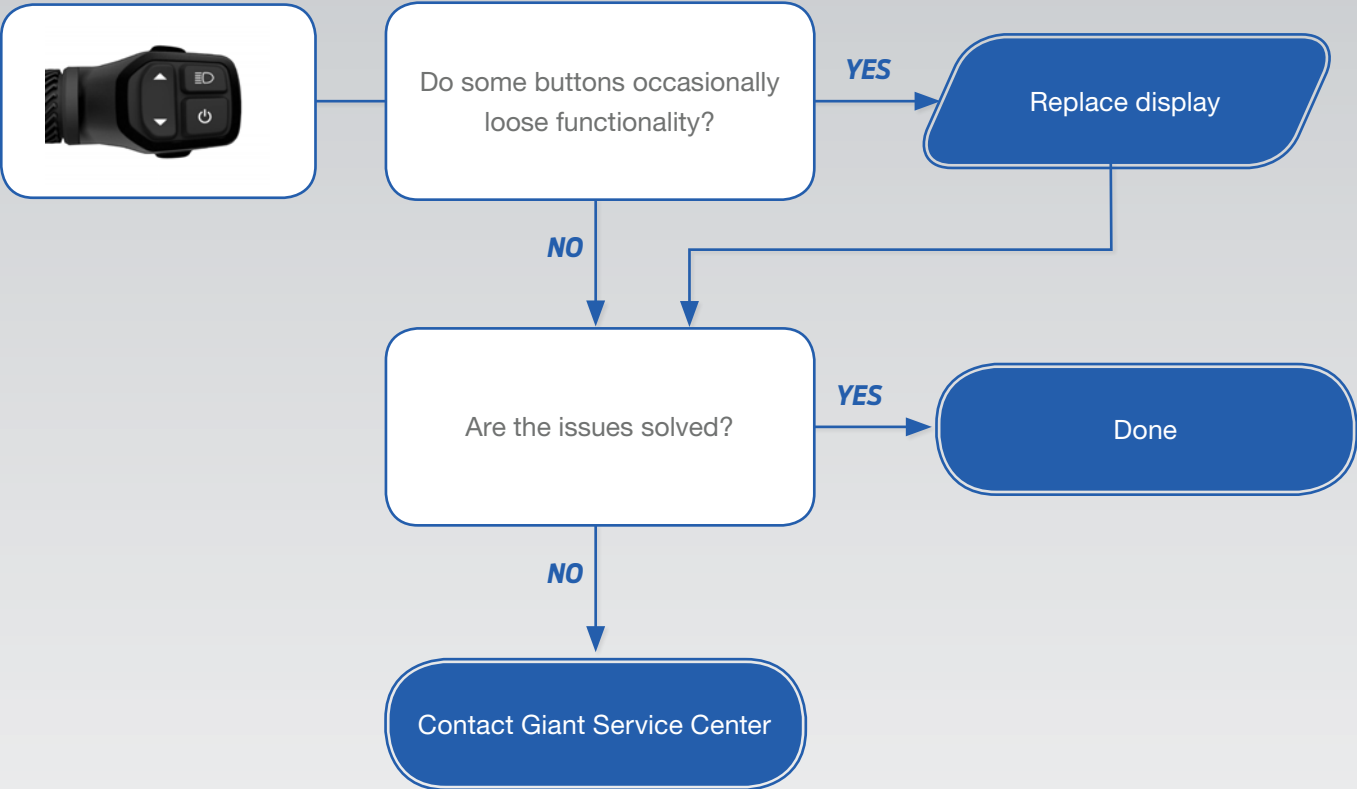 Do some buttons occasionally
loose functionality?
YES
Replace display
NO
Are the issues solved?
YES
Done
NO
Contact Giant Service Center